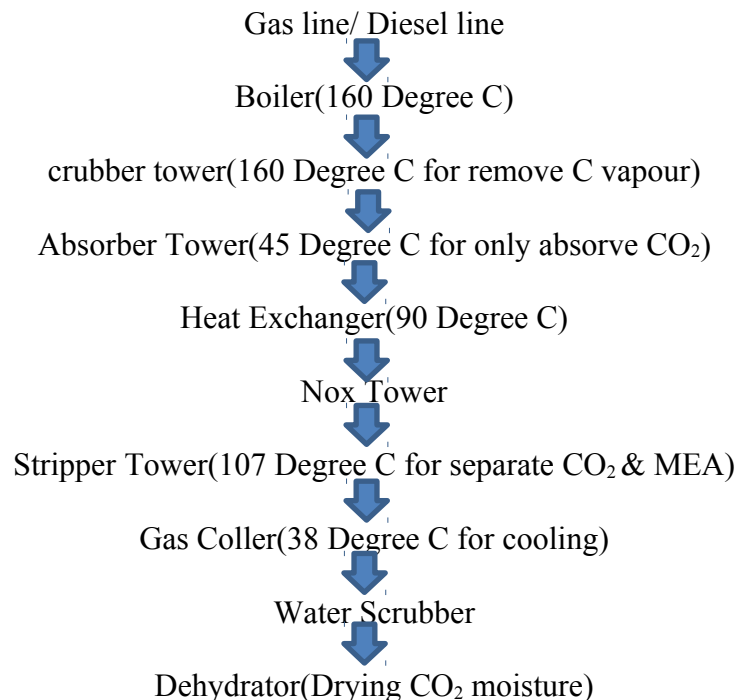 Gas line/ Diesel line
Boiler(160 Degree C)
crubber tower(160 Degree C for remove C vapour)
Absorber Tower(45 Degree C for only absorve CO₂)
Heat Exchanger(90 Degree C)
Nox Tower
Stripper Tower(107 Degree C for separate CO₂ & MEA)
Gas Coller(38 Degree C for cooling)
Water Scrubber
Dehydrator(Drying CO₂ moisture)